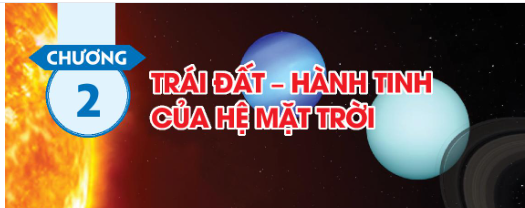 CHƯƠNG
2
TRÁI ĐẤT – HÀNH TINH
CỦA HỆ MẶT TRỜI